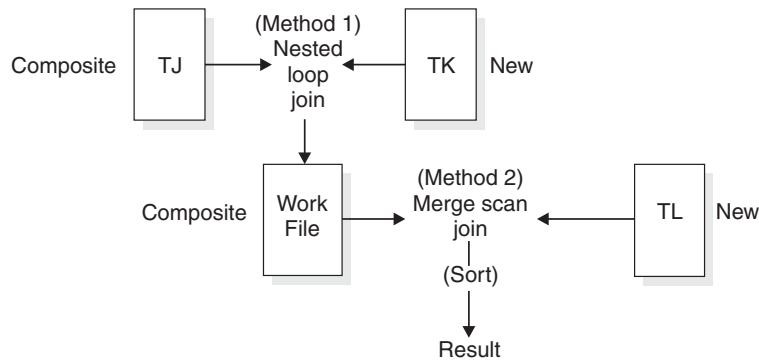 (Method 1)
Composite TJ Nested TK New
loop
join
(Method 2)
Composite Work Merge scan TL New
File join
(Sort)
Result